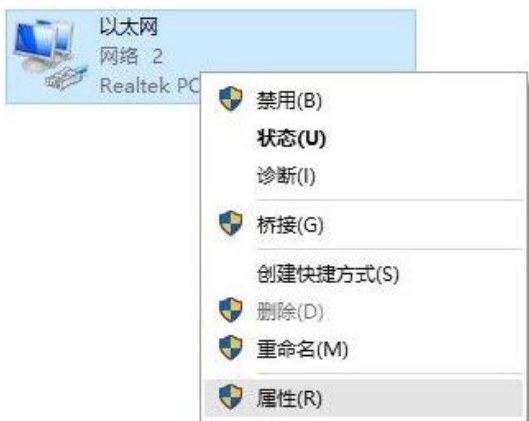 以太网
网络 2
Realtek PC
禁用(B)
状态(U)
诊断(I)
桥接(G)
创建快捷方式(S)
删除(D)
重命名(M)
属性(R)